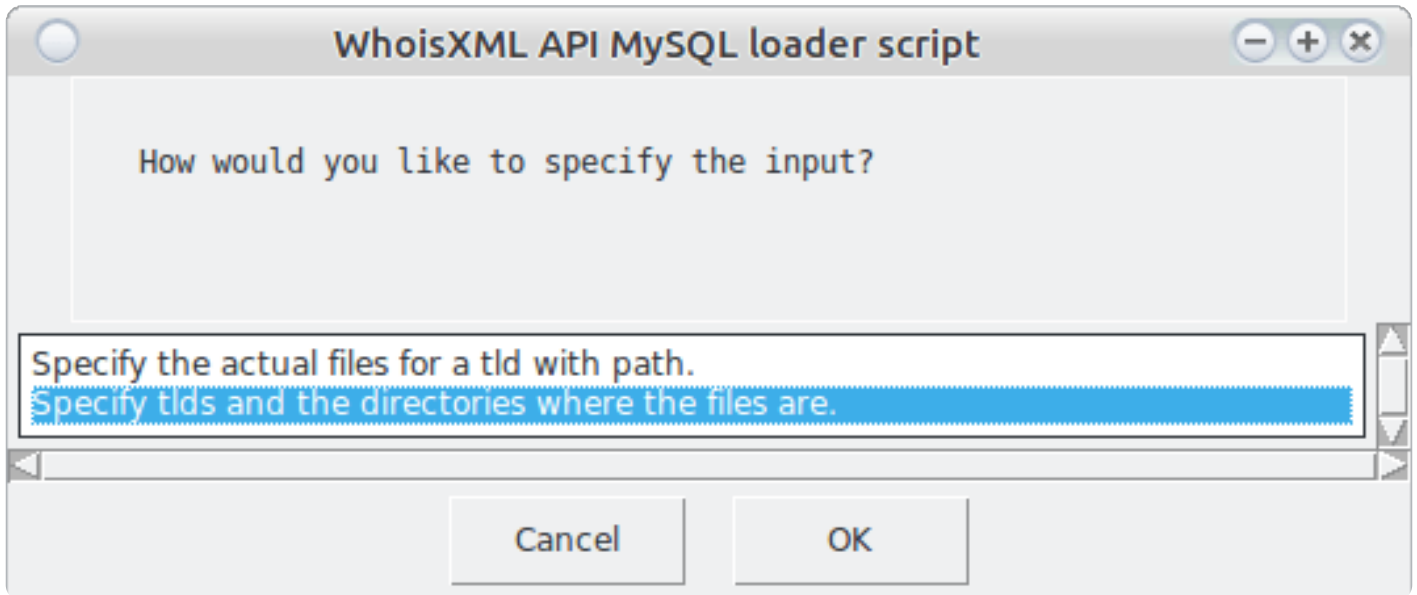 WhoisXML API MySQL loader script
How would you like to specify the input?
Specify the actual files for a tld with path.
Specify tlds and the directories where the files are.
Cancel OK